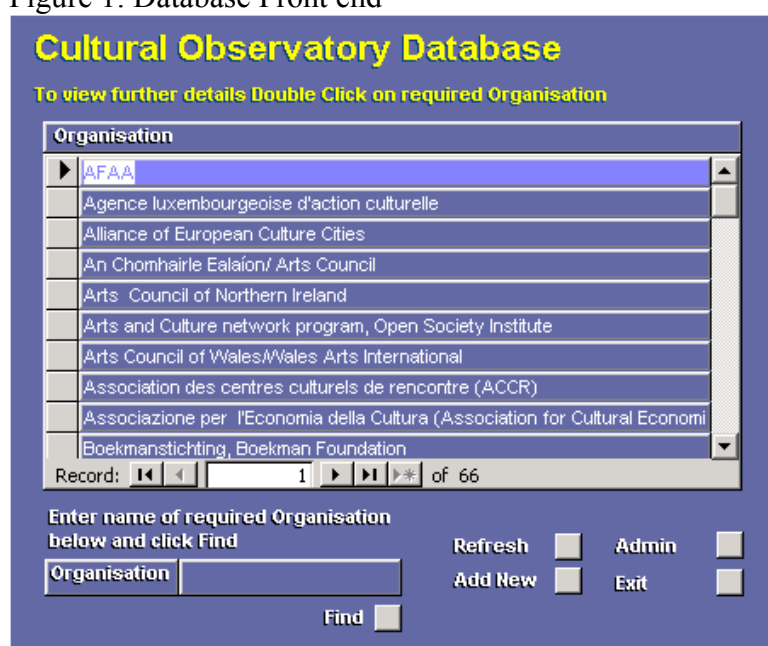 Figure 1: Database Front end
Cultural Observatory Database
To view further details Double Click on required Organisation
Organisation
AFAA
Agence luxembourgeoise d'action culturelle
Alliance of European Culture Cities
An Chomhairle Ealaíon/ Arts Council
Arts Council of Northern Ireland
Arts and Culture network program, Open Society Institute
Arts Council of Wales/Wales Arts International
Association des centres culturels de rencontre (ACCR)
Associazione per l'Economia della Cultura (Association for Cultural Economi
Boekmanstichting, Boekman Foundation
Record: 1 of 66
Enter name of required Organisation
below and click Find
Organisation
Find
Refresh Admin
Add New Exit